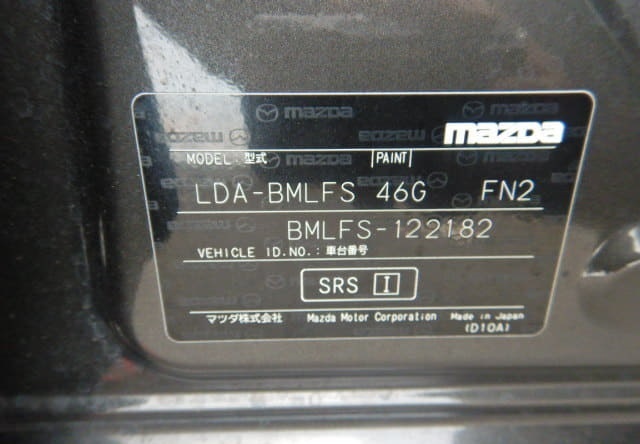 mazda
MODEL:型式 PAINT
LDA-BMLFS 46G FN2
BMLFS-122182
VEHICLE ID.NO.:車台番号
SRS I
マツダ株式会社 Mazda Motor Corporation Made in Japan
(D10A)